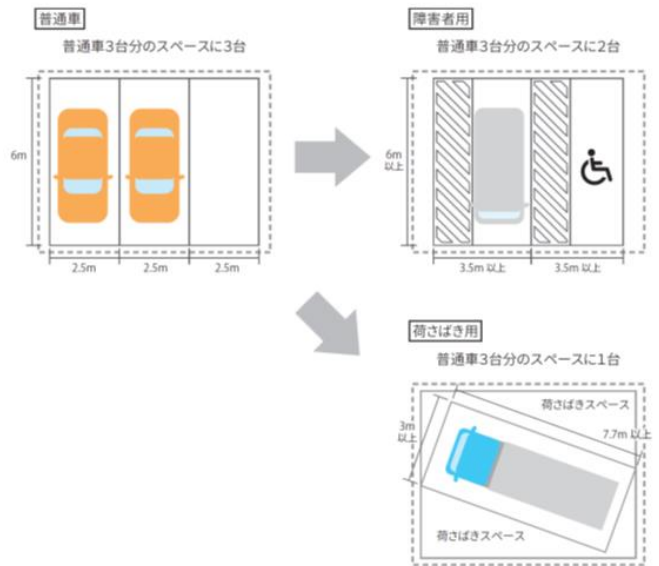 普通車
普通車3台分のスペースに3台
6m
2.5m
2.5m
2.5m
障害者用
普通車3台分のスペースに2台
6m
以上
3.5m 以上
3.5m 以上
荷さばき用
普通車3台分のスペースに1台
荷さばきスペース
3m
以上
7.7m 以上
荷さばきスペース